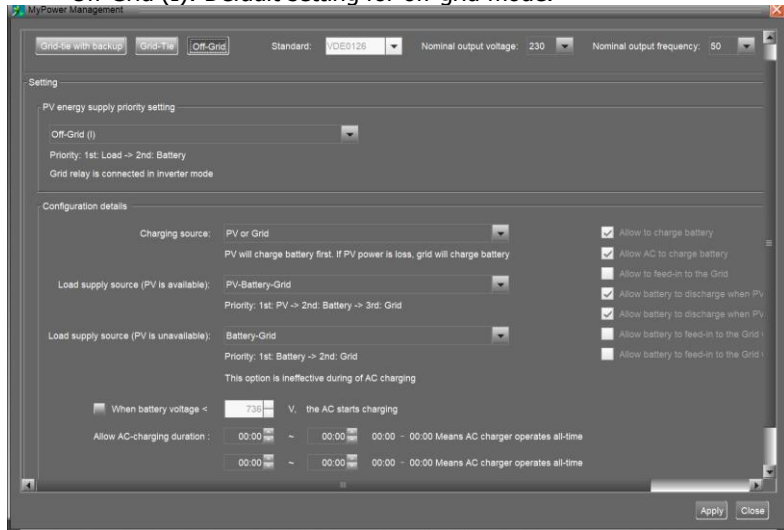 Off-Grid (I): Default setting for off-grid mode.
MyPower Management
Grid-tie with backup Grid-Tie Off-Grid Standard: VDE0126 Nominal output voltage: 230 Nominal output frequency: 50
Setting
PV energy supply priority setting
Off-Grid (I)
Priority: 1st: Load -> 2nd: Battery
Grid relay is connected in inverter mode
Configuration details
Charging source: PV or Grid
PV will charge battery first. If PV power is loss, grid will charge battery
Load supply source (PV is available): PV-Battery-Grid
Priority: 1st: PV -> 2nd: Battery -> 3rd: Grid
Load supply source (PV is unavailable): Battery-Grid
Priority: 1st: Battery -> 2nd: Grid
This option is ineffective during of AC charging
When battery voltage < 736 V, the AC starts charging
Allow AC-charging duration : 00:00 ~ 00:00 00:00 - 00:00 Means AC charger operates all-time
00:00 ~ 00:00 00:00 - 00:00 Means AC charger operates all-time
Allow to charge battery
Allow AC to charge battery
Allow to feed-in to the Grid
Allow battery to discharge when PV
Allow battery to discharge when PV
Allow battery to feed-in to the Grid
Allow battery to feed-in to the Grid
Apply Close